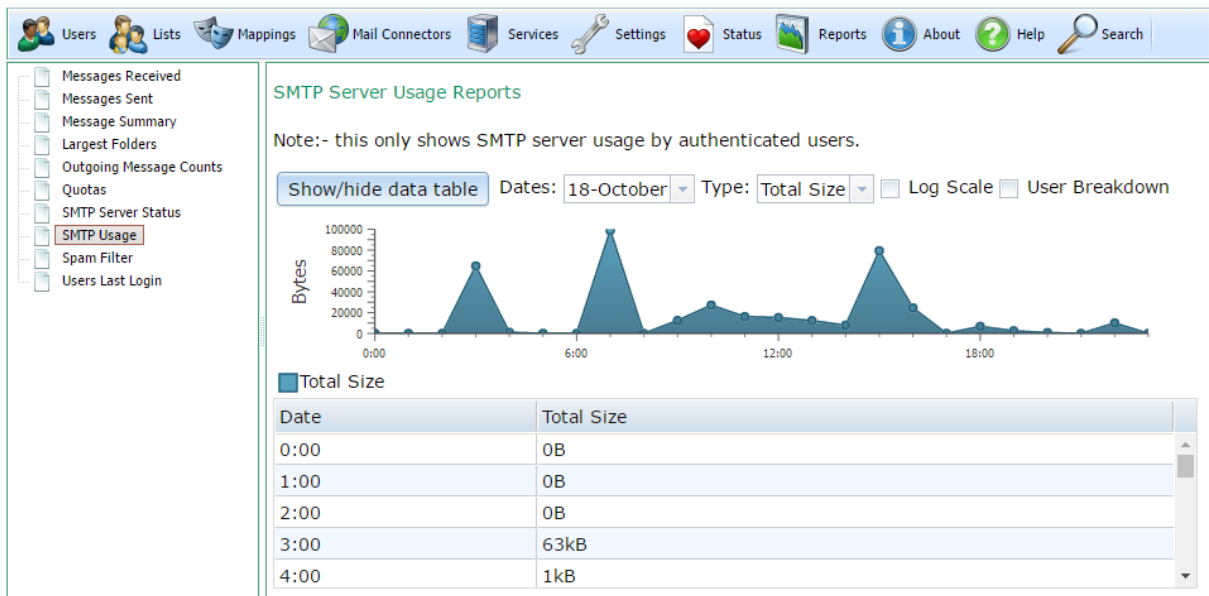 Users Lists Mappings Mail Connectors Services Settings Status Reports About Help Search
Messages Received
Messages Sent
Message Summary
Largest Folders
Outgoing Message Counts
Quotas
SMTP Server Status
SMTP Usage
Spam Filter
Users Last Login
SMTP Server Usage Reports
Note:- this only shows SMTP server usage by authenticated users.
Show/hide data table Dates: 18-October Type: Total Size Log Scale User Breakdown
Bytes
100000
80000
60000
40000
20000
0
0:00 6:00 12:00 18:00
Total Size
Date Total Size
0:00 0B
1:00 0B
2:00 0B
3:00 63kB
4:00 1kB